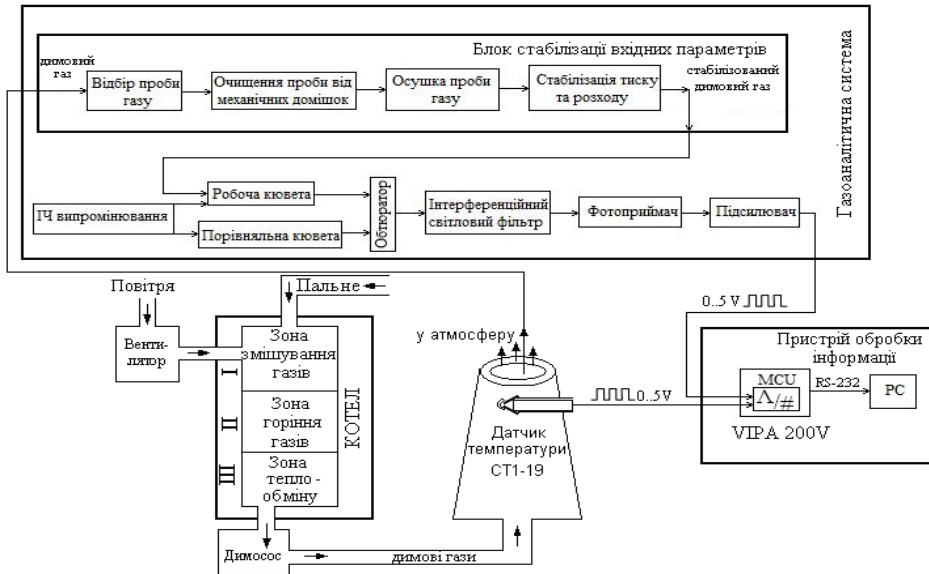 Блок стабілізації вхідних параметрів
димовий
газ
Відбір проби
газу
Очищення проби від
механічних домішок
Осушка проби
газу
Стабілізація тиску
та розходу
стабілізований
димовий газ
Газоаналітична система
ІЧ випромінювання
Робоча кювета
Порівняльна кювета
Обтюратор
Інтерференційний
світловий фільтр
Фотоприймач
Підсилювач
Повітря
Пальне
Венти-
лятор
I
Зона
змішування
газів
II
Зона
горіння
газів
III
Зона
тепло-
обміну
КОТЕЛ
Димосос
димові гази
у атмосферу
Датчик
температури
СТ1-19
0..5 V
0..5V
Пристрій обробки
інформації
MCU
Λ/#
RS-232
PC
VIPA 200V